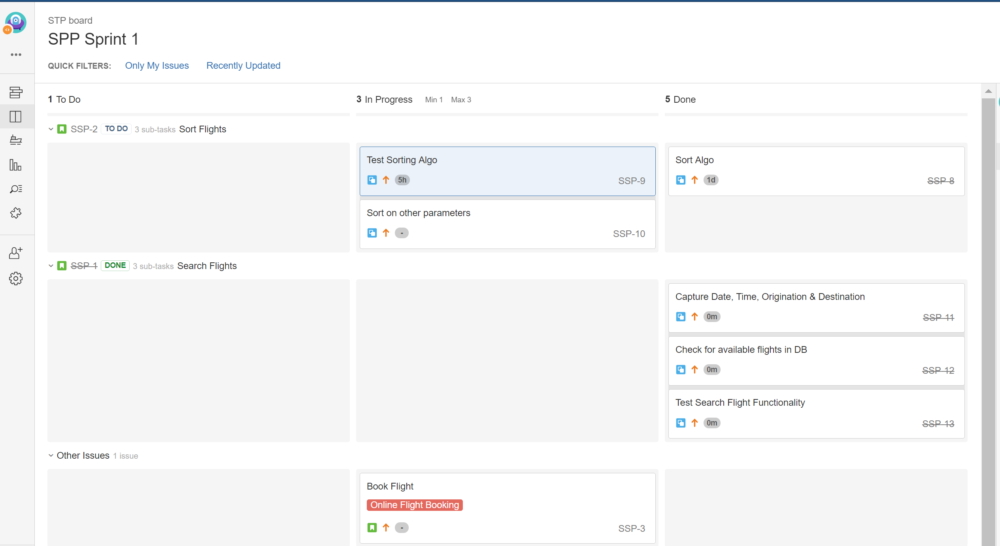 STP board
SPP Sprint 1
QUICK FILTERS: Only My Issues Recently Updated
1 To Do 3 In Progress Min 1 Max 3 5 Done
SSP-2 TO DO 3 sub-tasks Sort Flights
Test Sorting Algo
5h SSP-9
Sort Algo
1d SSP-8
Sort on other parameters
- SSP-10
SSP-1 DONE 3 sub-tasks Search Flights
Capture Date, Time, Origination & Destination
0m SSP-11
Check for available flights in DB
0m SSP-12
Test Search Flight Functionality
0m SSP-13
Other Issues 1 issue
Book Flight
Online Flight Booking
- SSP-3